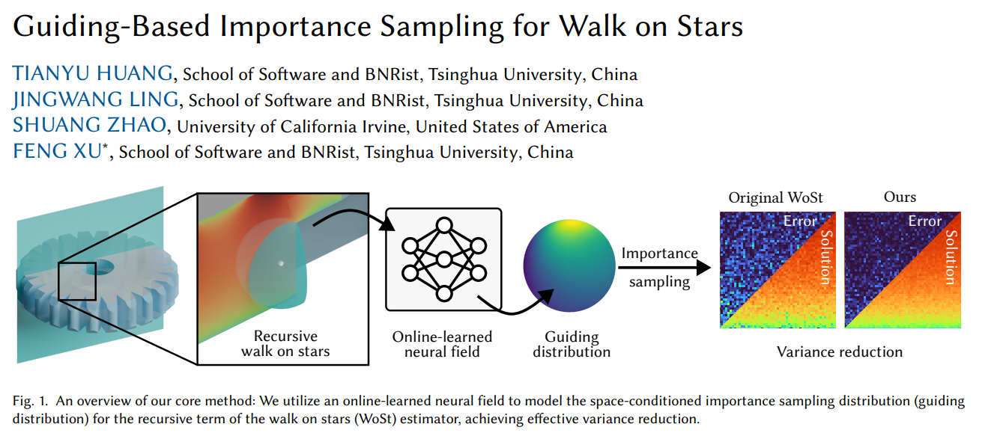 Guiding-Based Importance Sampling for Walk on Stars
TIANYU HUANG, School of Software and BNRist, Tsinghua University, China
JINGWANG LING, School of Software and BNRist, Tsinghua University, China
SHUANG ZHAO, University of California Irvine, United States of America
FENG XU*, School of Software and BNRist, Tsinghua University, China
Recursive
walk on stars
Online-learned
neural field
Guiding
distribution
Importance
sampling
Original WoSt
Error
Solution
Ours
Error
Solution
Variance reduction
Fig. 1. An overview of our core method: We utilize an online-learned neural field to model the space-conditioned importance sampling distribution (guiding
distribution) for the recursive term of the walk on stars (WoSt) estimator, achieving effective variance reduction.